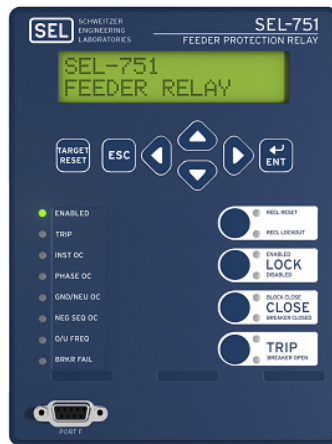 SEL
SCHWEITZER
ENGINEERING
LABORATORIES
SEL-751
FEEDER PROTECTION RELAY
SEL-751
FEEDER RELAY
TARGET
RESET
ESC
ENT
ENABLED
TRIP
INST OC
PHASE OC
GND/NEU OC
NEG SEQ OC
O/U FREQ
BRKR FAIL
RECL RESET
RECL LOCKOUT
ENABLED
LOCK
DISABLED
BLOCK CLOSE
CLOSE
BREAKER CLOSED
TRIP
BREAKER OPEN
PORT F